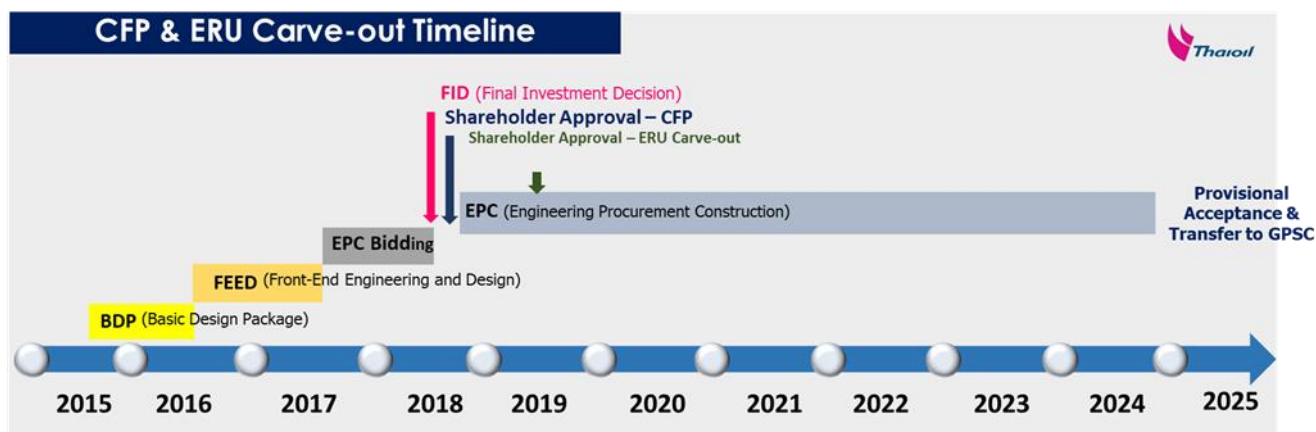 CFP & ERU Carve-out Timeline
Thaioil
FID (Final Investment Decision)
Shareholder Approval – CFP
Shareholder Approval – ERU Carve-out
EPC (Engineering Procurement Construction)
Provisional
Acceptance &
Transfer to GPSC
EPC Bidding
FEED (Front-End Engineering and Design)
BDP (Basic Design Package)
2015 2016 2017 2018 2019 2020 2021 2022 2023 2024 2025